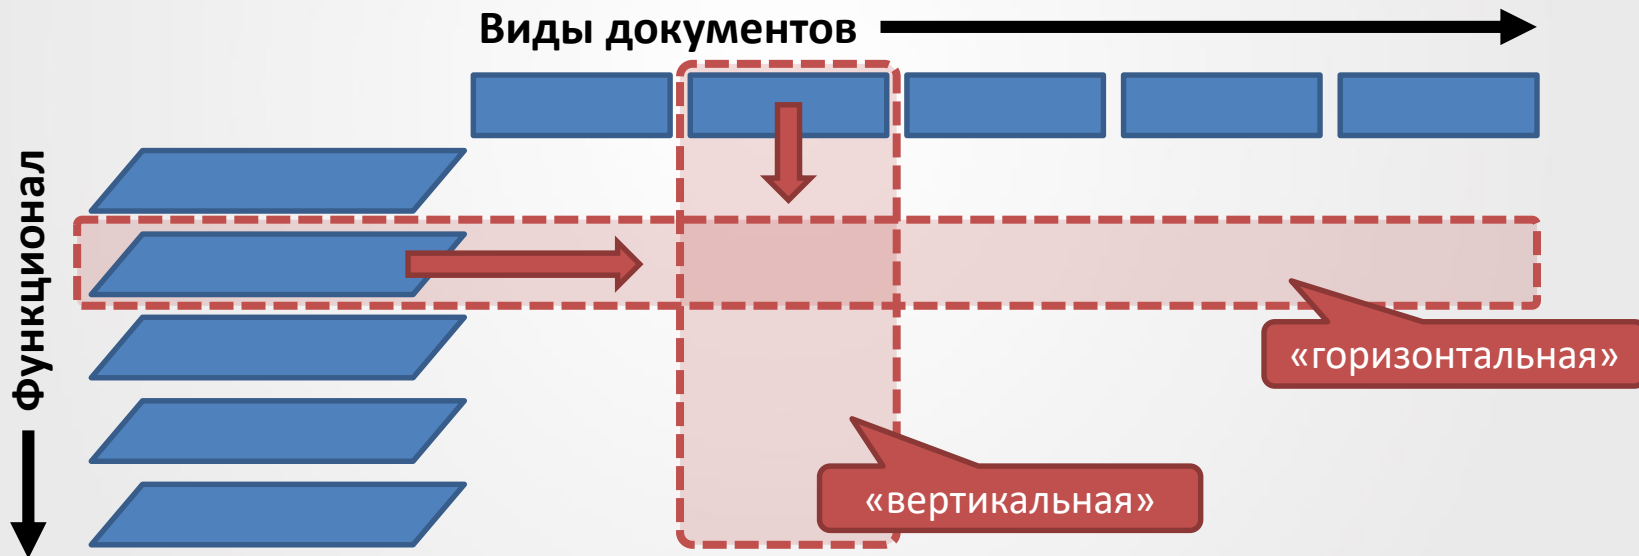 Виды документов
Функционал
«горизонтальная»
«вертикальная»